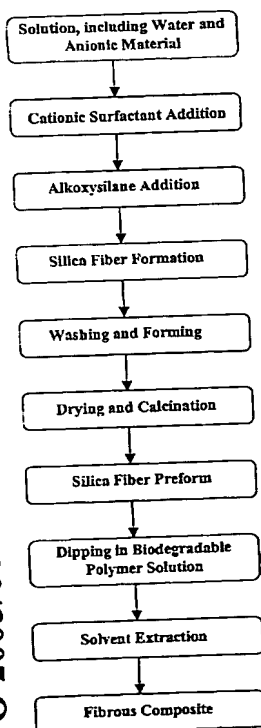 Solution, including Water and
Anionic Material
Cationic Surfactant Addition
Alkoxysilane Addition
Silica Fiber Formation
Washing and Forming
Drying and Calcination
Silica Fiber Preform
Dipping in Biodegradable
Polymer Solution
Solvent Extraction
Fibrous Composite